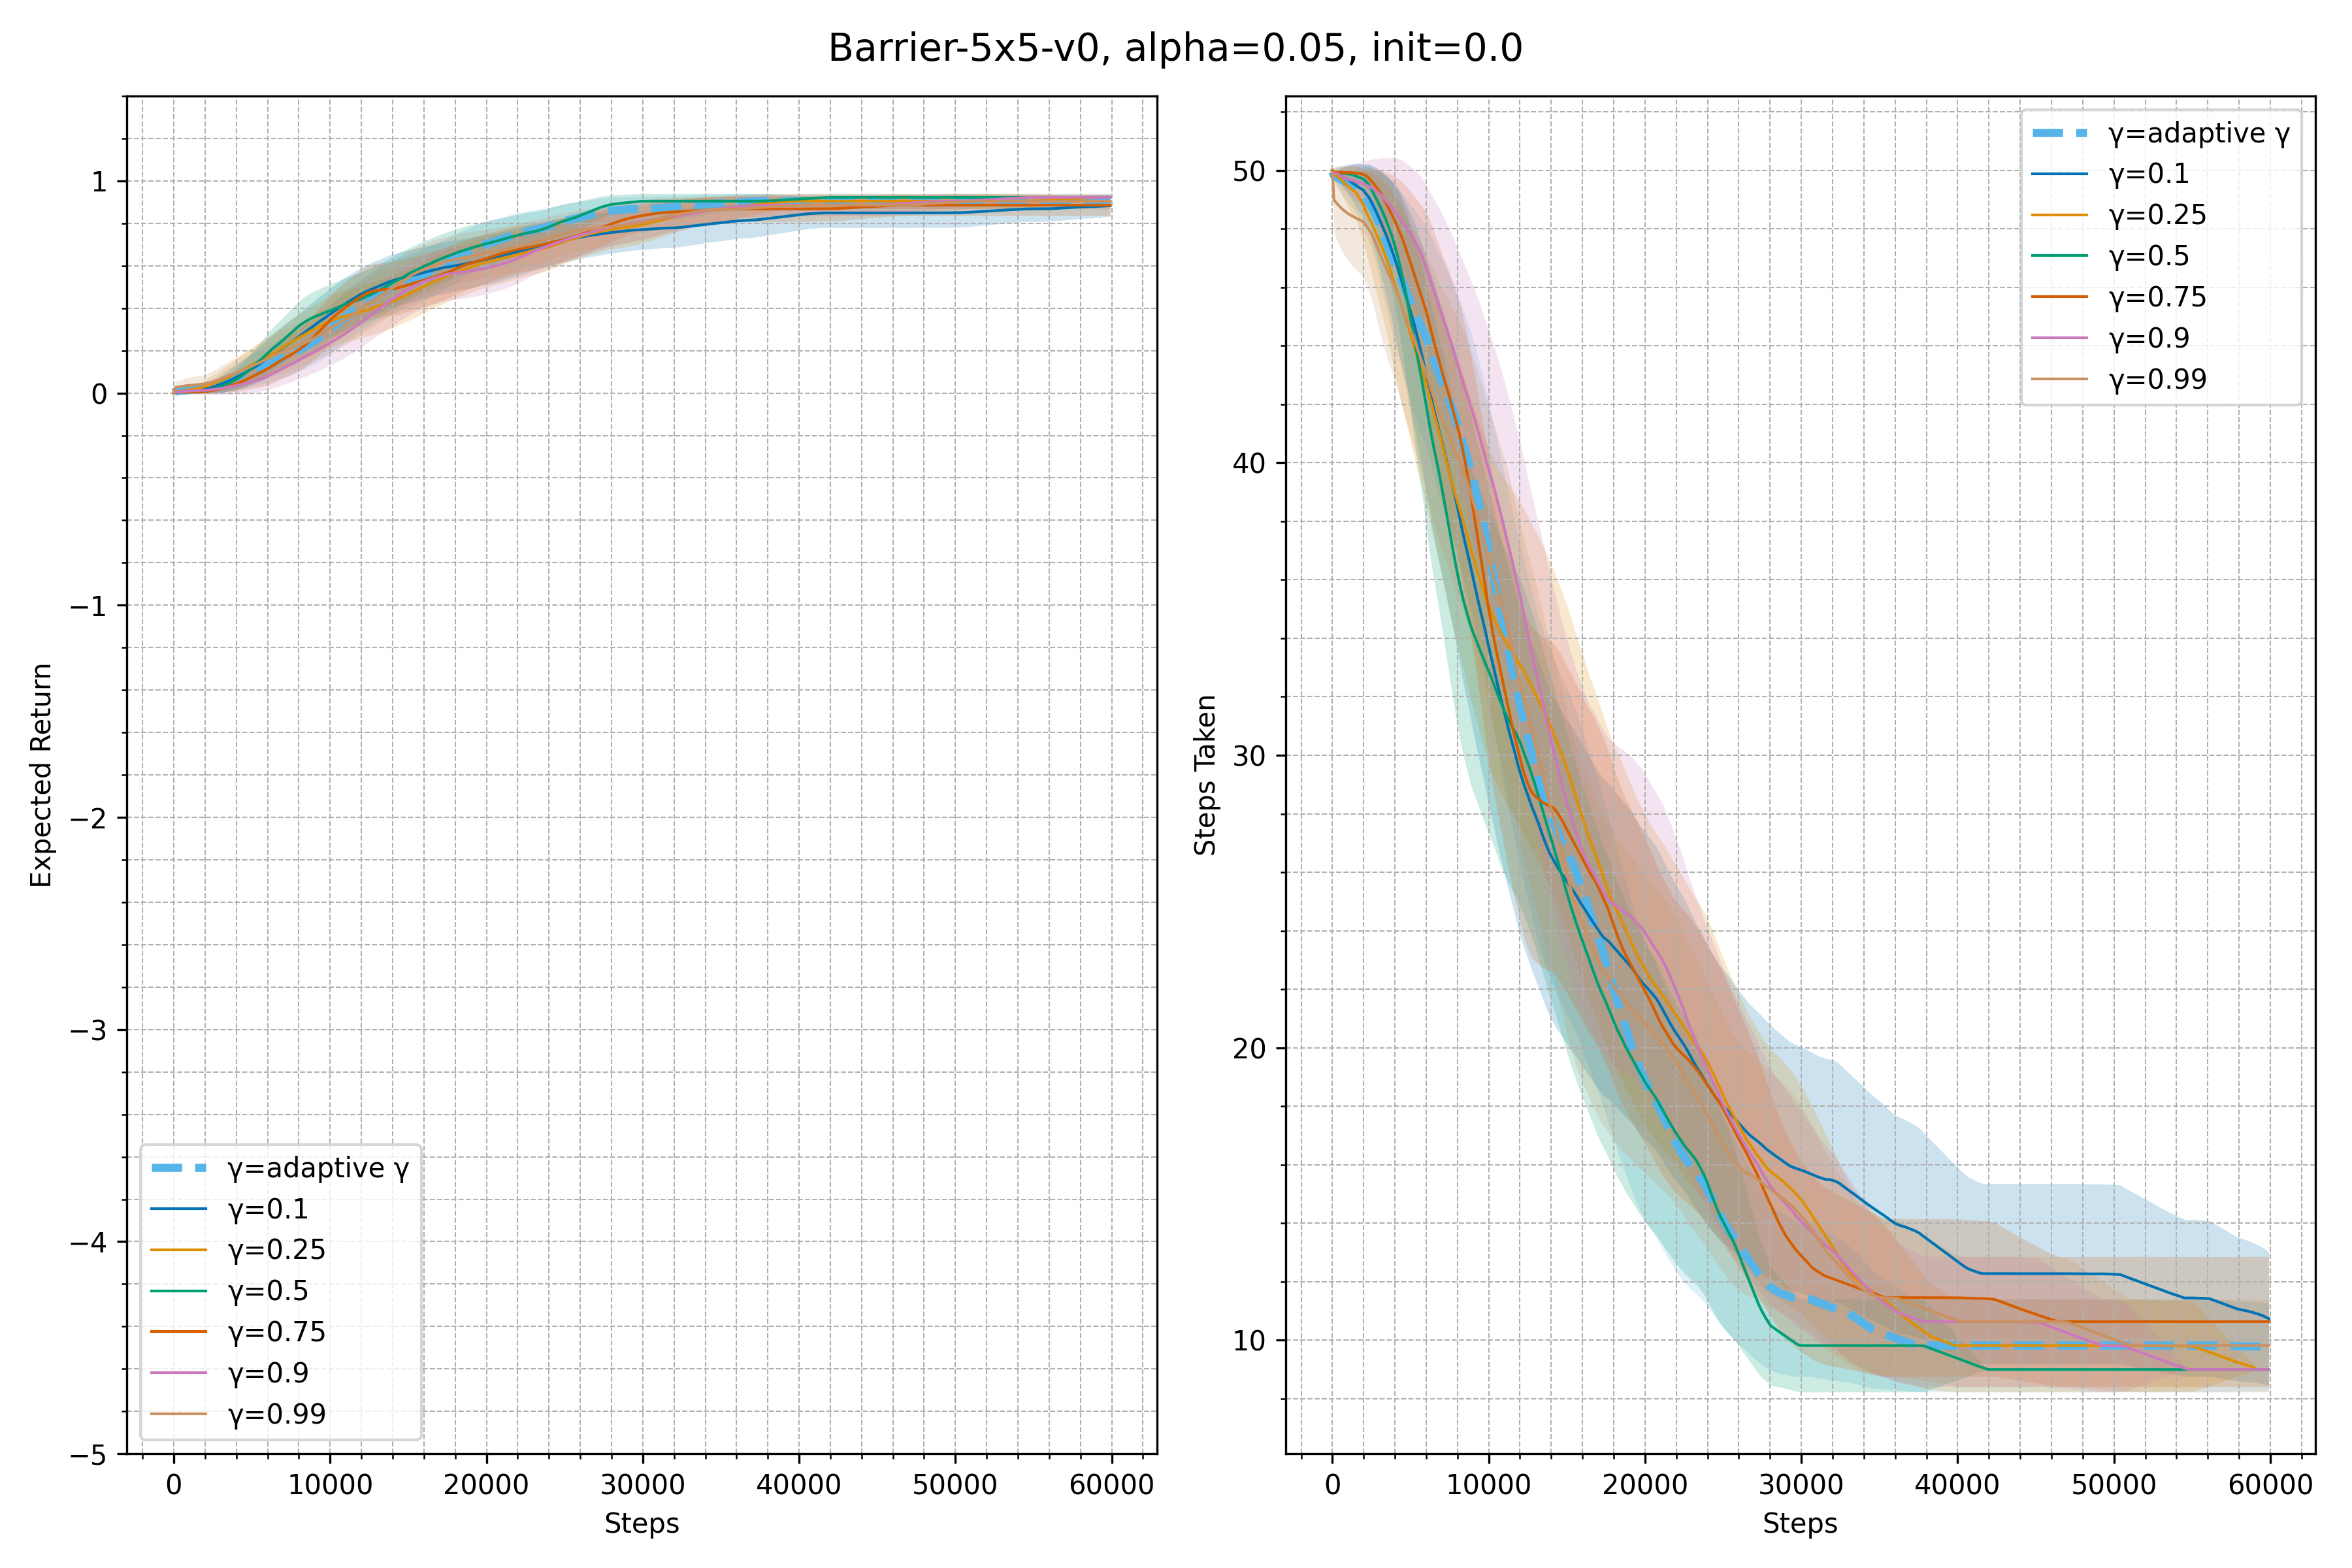 Barrier-5x5-v0, alpha=0.05, init=0.0
Expected Return
1
0
−1
−2
−3
−4
−5
γ=adaptive γ
γ=0.1
γ=0.25
γ=0.5
γ=0.75
γ=0.9
γ=0.99
0 10000 20000 30000 40000 50000 60000
Steps
Steps Taken
50
40
30
20
10
γ=adaptive γ
γ=0.1
γ=0.25
γ=0.5
γ=0.75
γ=0.9
γ=0.99
0 10000 20000 30000 40000 50000 60000
Steps